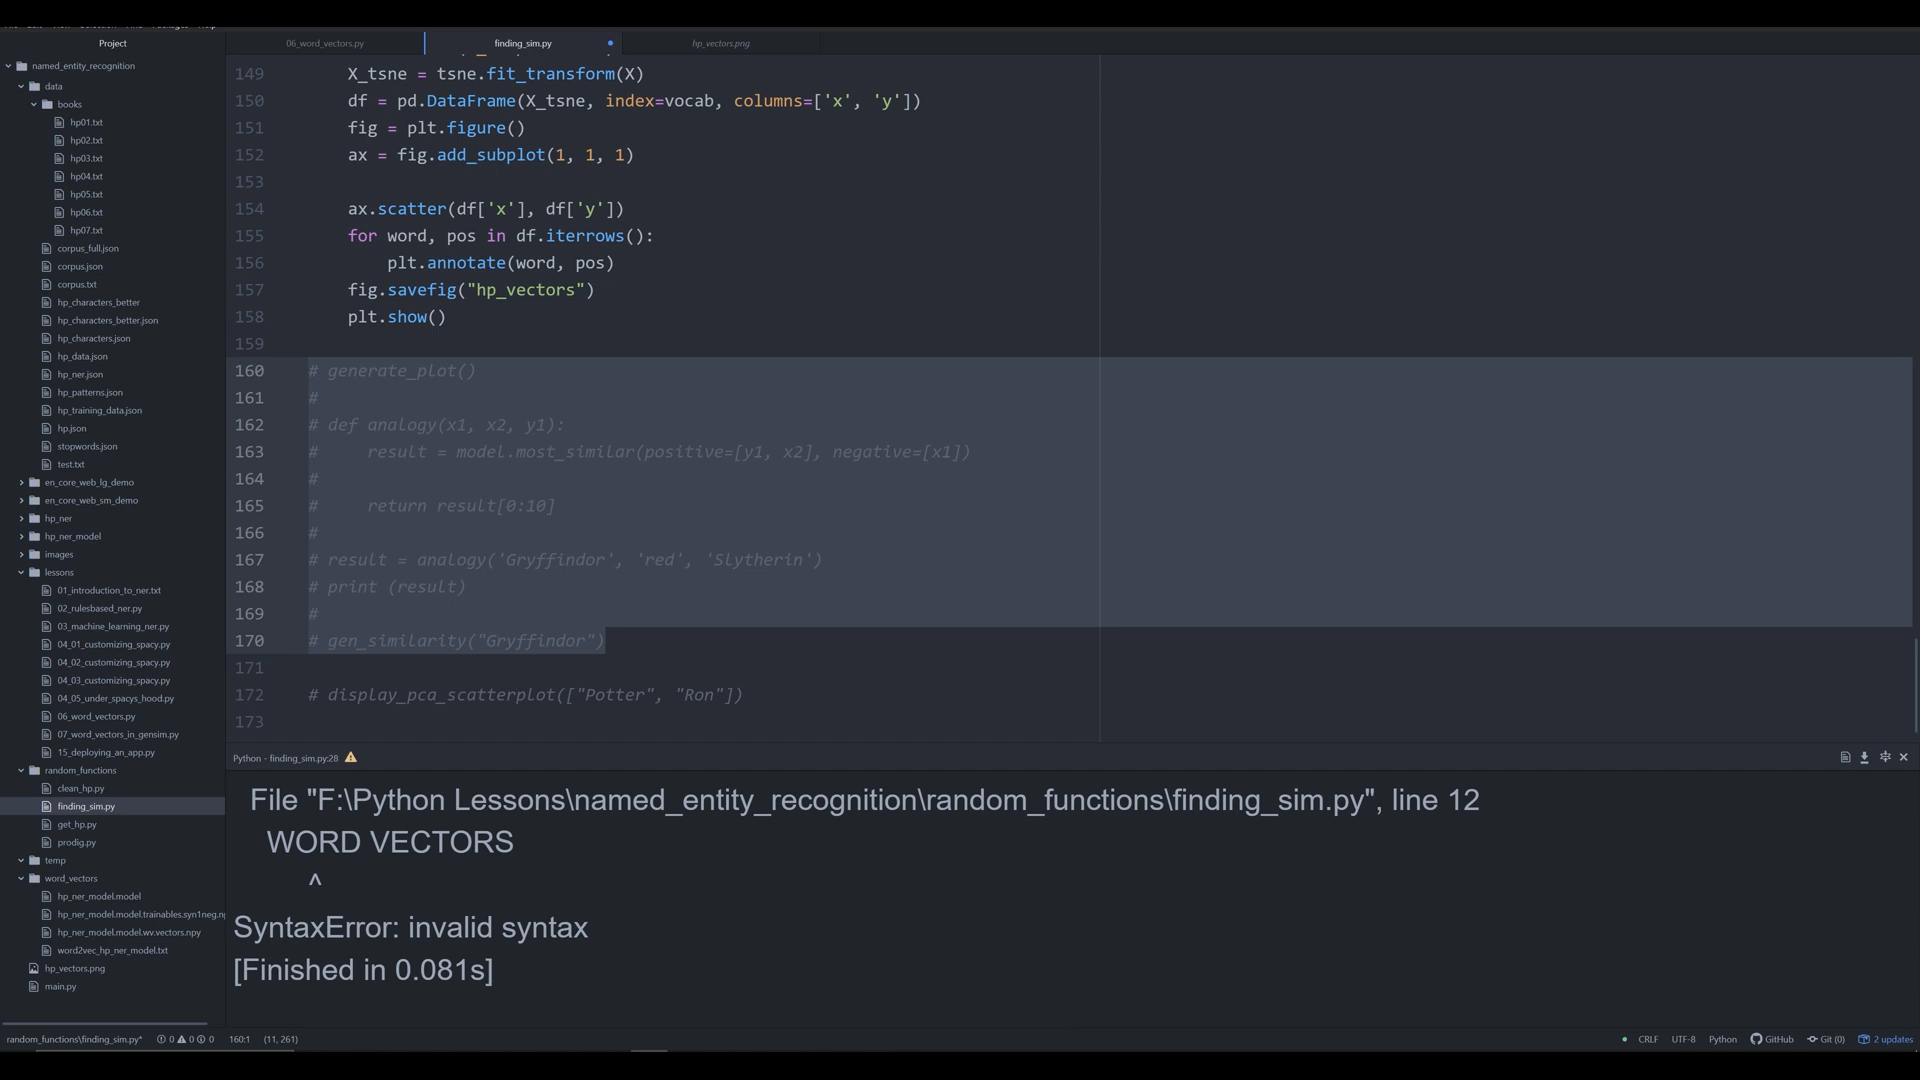 Project
06_word_vectors.py
finding_sim.py
hp_vectors.png
named_entity_recognition
data
books
hp01.txt
hp02.txt
hp03.txt
hp04.txt
hp05.txt
hp06.txt
hp07.txt
corpus_full.json
corpus.json
corpus.txt
hp_characters_better
hp_characters_better.json
hp_characters.json
hp_data.json
hp_ner.json
hp_patterns.json
hp_training_data.json
hp.json
stopwords.json
test.txt
en_core_web_lg_demo
en_core_web_sm_demo
hp_ner
hp_ner_model
images
lessons
01_introduction_to_ner.txt
02_rulesbased_ner.py
03_machine_learning_ner.py
04_01_customizing_spacy.py
04_02_customizing_spacy.py
04_03_customizing_spacy.py
04_05_under_spacys_hood.py
06_word_vectors.py
07_word_vectors_in_gensim.py
15_deploying_an_app.py
random_functions
clean_hp.py
finding_sim.py
get_hp.py
prodig.py
temp
word_vectors
hp_ner_model.model
hp_ner_model.model.trainables.syn1neg.np
hp_ner_model.model.wv.vectors.npy
word2vec_hp_ner_model.txt
hp_vectors.png
main.py
149 X_tsne = tsne.fit_transform(X)
150 df = pd.DataFrame(X_tsne, index=vocab, columns=['x', 'y'])
151 fig = plt.figure()
152 ax = fig.add_subplot(1, 1, 1)
153
154 ax.scatter(df['x'], df['y'])
155 for word, pos in df.iterrows():
156 plt.annotate(word, pos)
157 fig.savefig("hp_vectors")
158 plt.show()
159
160 # generate_plot()
161 #
162 # def analogy(x1, x2, y1):
163 # result = model.most_similar(positive=[y1, x2], negative=[x1])
164 #
165 # return result[0:10]
166 #
167 # result = analogy('Gryffindor', 'red', 'Slytherin')
168 # print (result)
169 #
170 # gen_similarity("Gryffindor")
171
172 # display_pca_scatterplot(["Potter", "Ron"])
173
Python - finding_sim.py:28
File "F:\Python Lessons\named_entity_recognition\random_functions\finding_sim.py", line 12
WORD VECTORS
^
SyntaxError: invalid syntax
[Finished in 0.081s]
random_functions\finding_sim.py* 0 0 0 160:1 (11, 261) CRLF UTF-8 Python GitHub Git (0) 2 updates